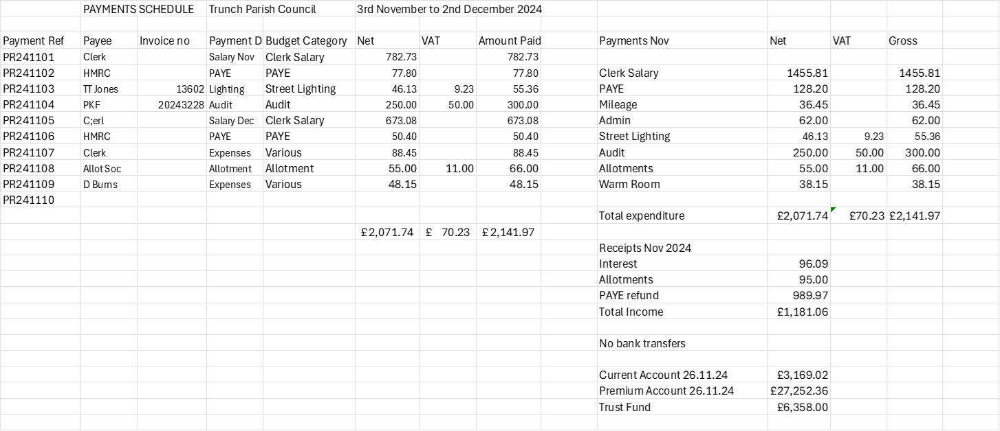 PAYMENTS SCHEDULE Trunch Parish Council 3rd November to 2nd December 2024
Payment Ref Payee Invoice no Payment D Budget Category Net VAT Amount Paid Payments Nov Net VAT Gross
PR241101 Clerk Salary Nov Clerk Salary 782.73 782.73
PR241102 HMRC PAYE PAYE 77.80 77.80 Clerk Salary 1455.81 1455.81
PR241103 TT Jones 13602 Lighting Street Lighting 46.13 9.23 55.36 PAYE 128.20 128.20
PR241104 PKF 20243228 Audit Audit 250.00 50.00 300.00 Mileage 36.45 36.45
PR241105 C;erl Salary Dec Clerk Salary 673.08 673.08 Admin 62.00 62.00
PR241106 HMRC PAYE PAYE 50.40 50.40 Street Lighting 46.13 9.23 55.36
PR241107 Clerk Expenses Various 88.45 88.45 Audit 250.00 50.00 300.00
PR241108 Allot Soc Allotment Allotment 55.00 11.00 66.00 Allotments 55.00 11.00 66.00
PR241109 D Burns Expenses Various 48.15 48.15 Warm Room 38.15 38.15
PR241110
Total expenditure £2,071.74 £70.23 £2,141.97
£2,071.74 £ 70.23 £2,141.97
Receipts Nov 2024
Interest 96.09
Allotments 95.00
PAYE refund 989.97
Total Income £1,181.06
No bank transfers
Current Account 26.11.24 £3,169.02
Premium Account 26.11.24 £27,252.36
Trust Fund £6,358.00